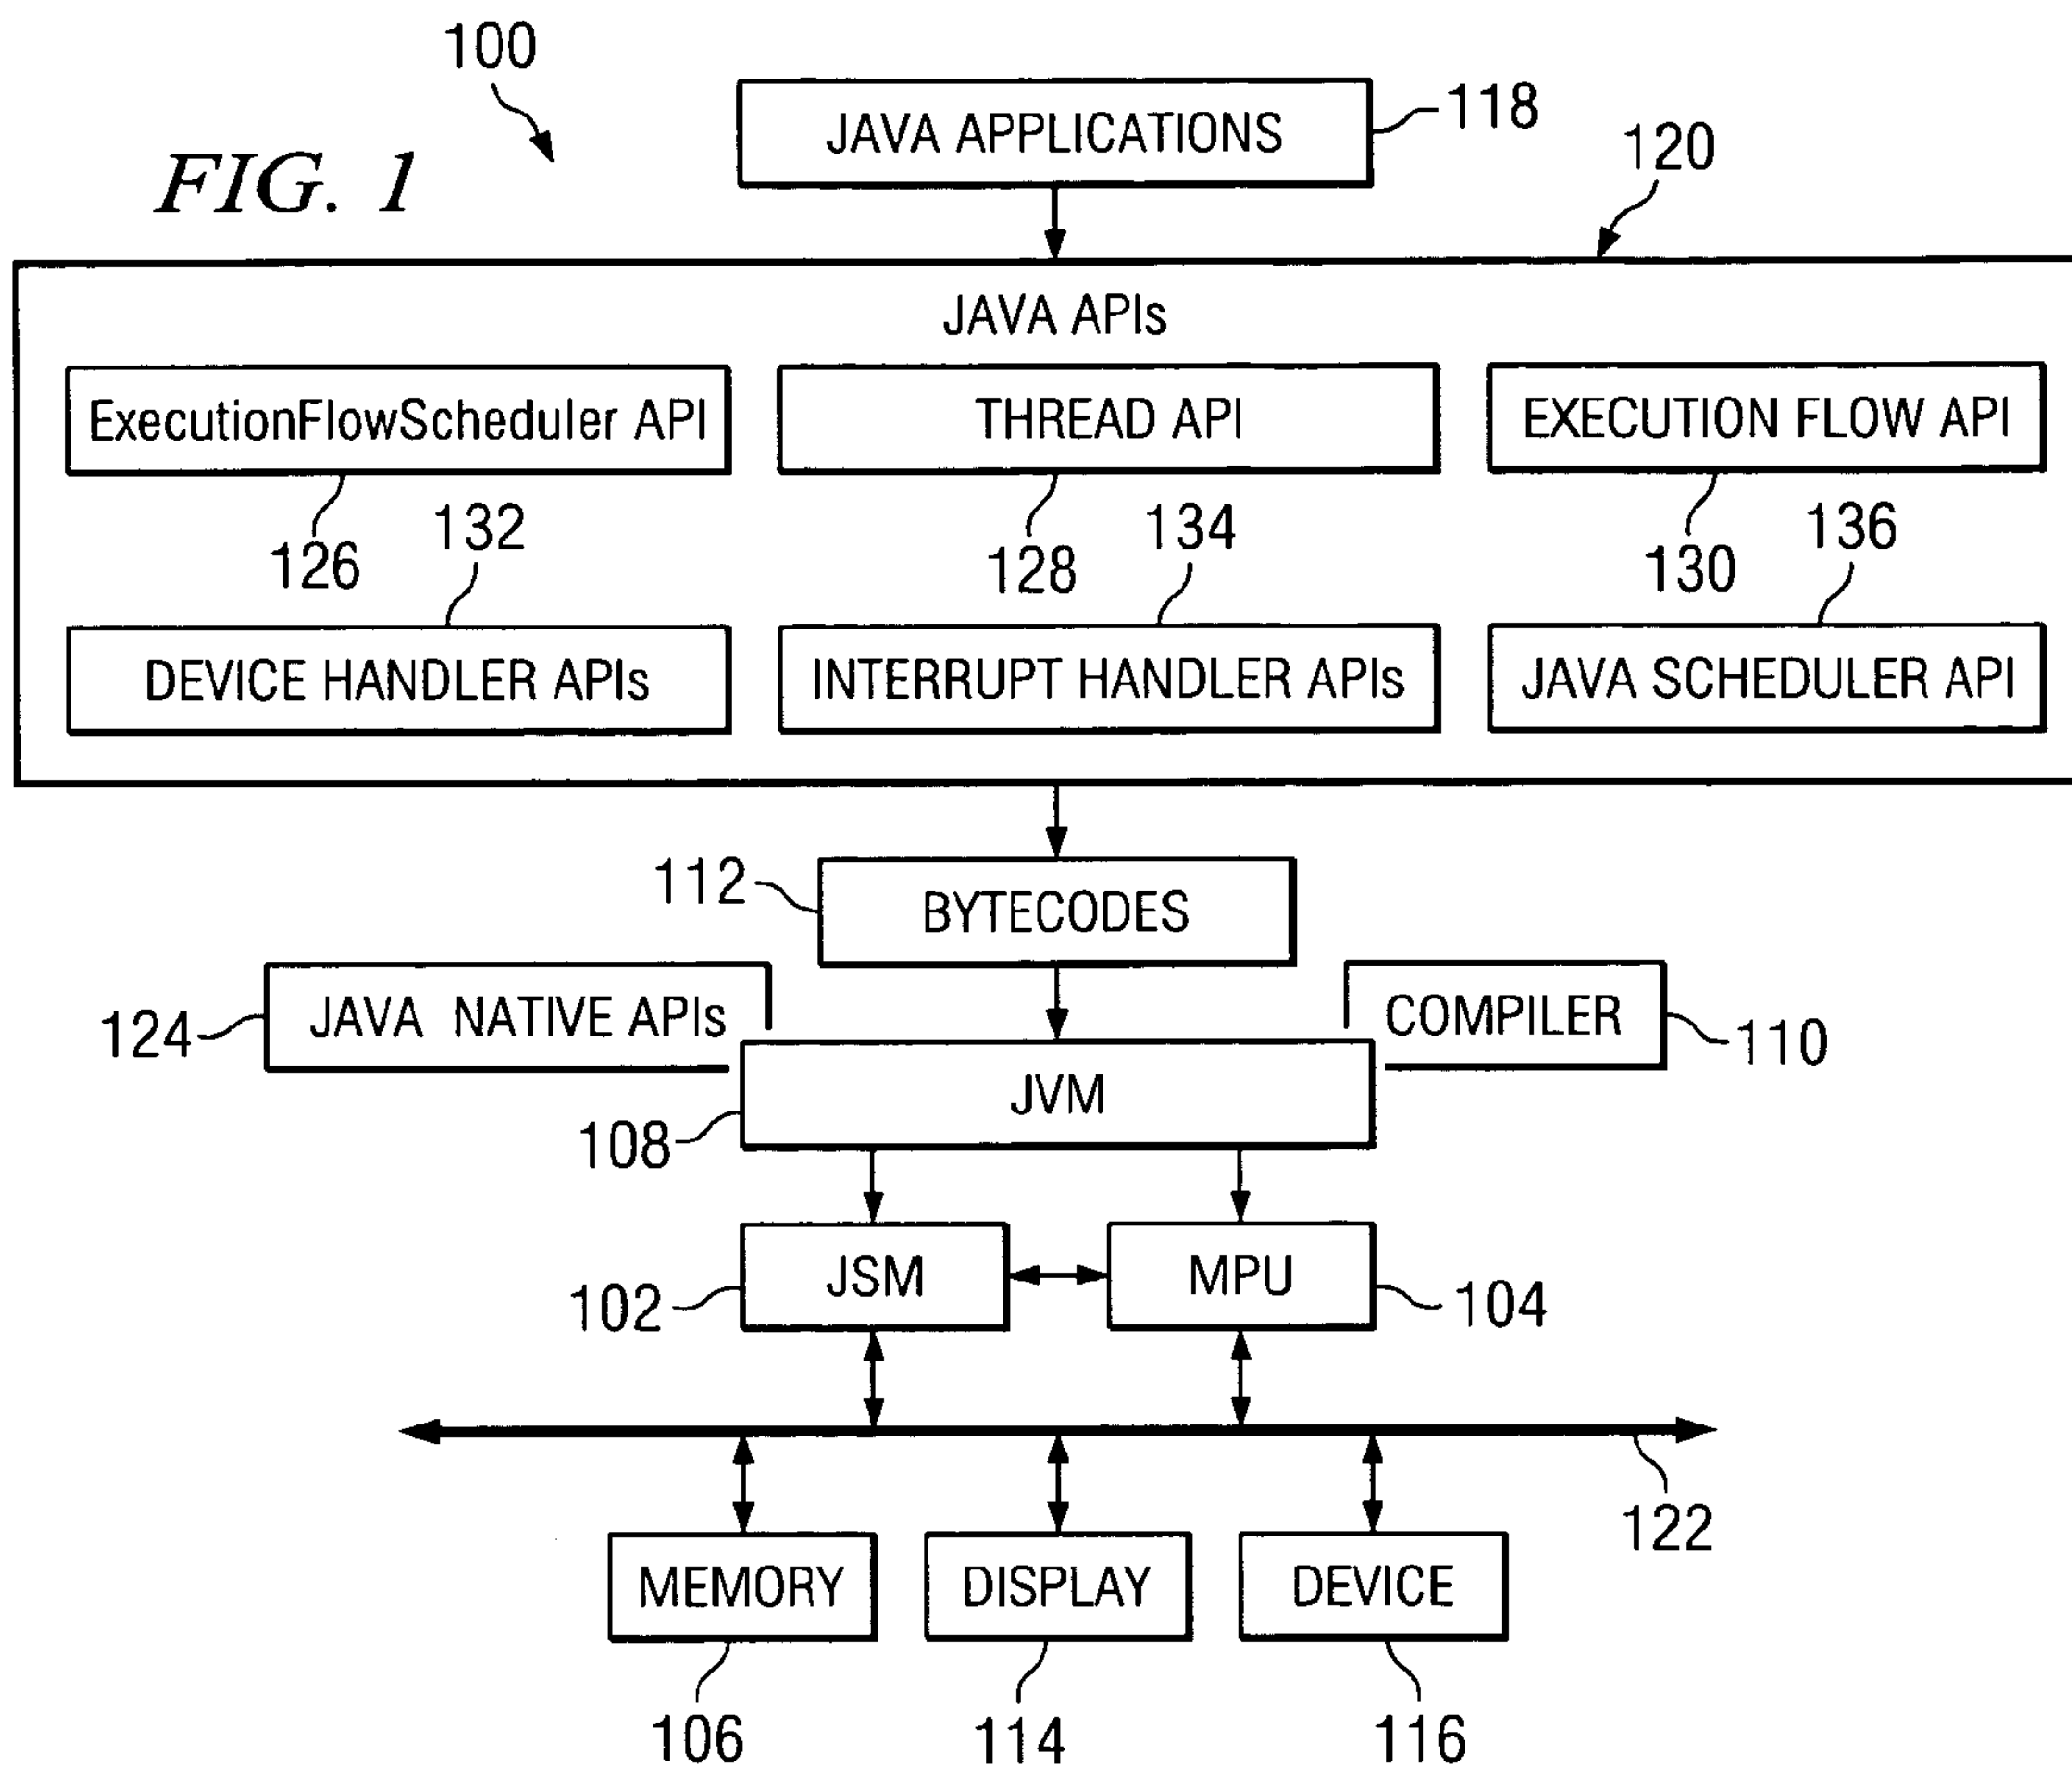 100
JAVA APPLICATIONS
118
FIG. 1
120
JAVA APIs
ExecutionFlowScheduler API
THREAD API
EXECUTION FLOW API
126
132
128
134
130
136
DEVICE HANDLER APIs
INTERRUPT HANDLER APIs
JAVA SCHEDULER API
112
BYTECODES
124
JAVA NATIVE APIs
COMPILER
110
JVM
108
JSM
MPU
102
104
122
MEMORY
DISPLAY
DEVICE
106
114
116